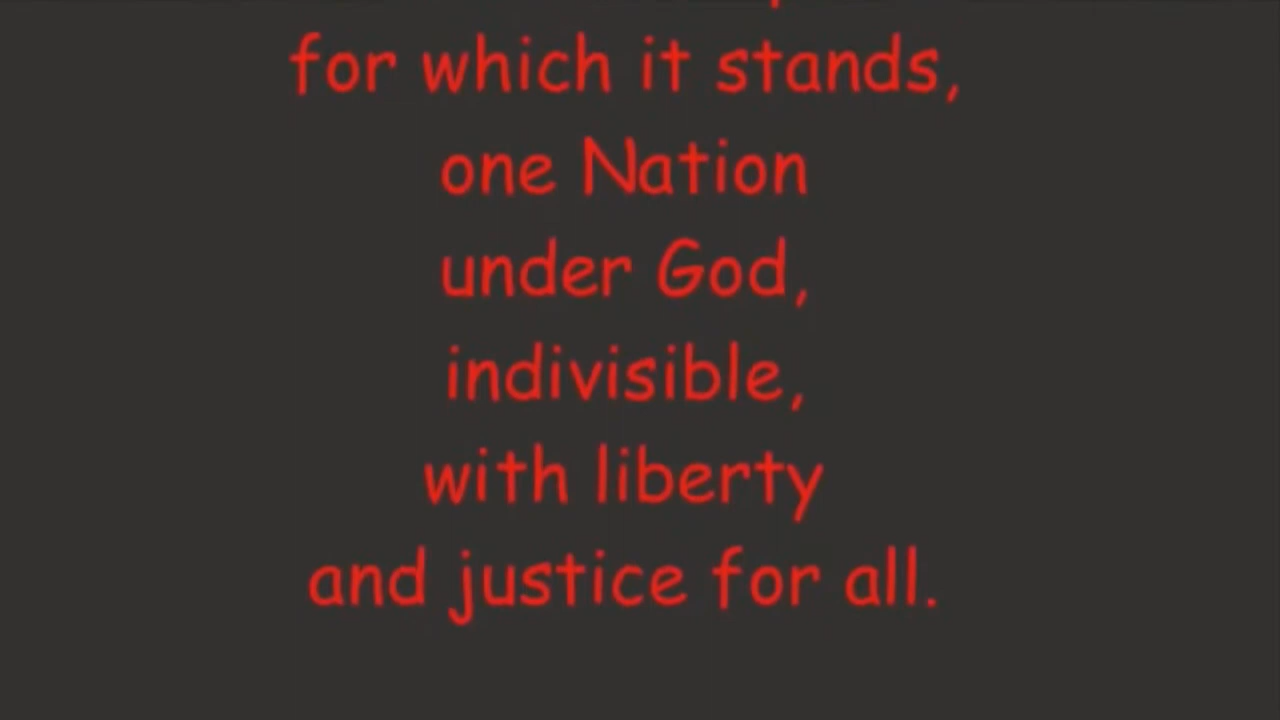 for which it stands,
one Nation
under God,
indivisible,
with liberty
and justice for all.